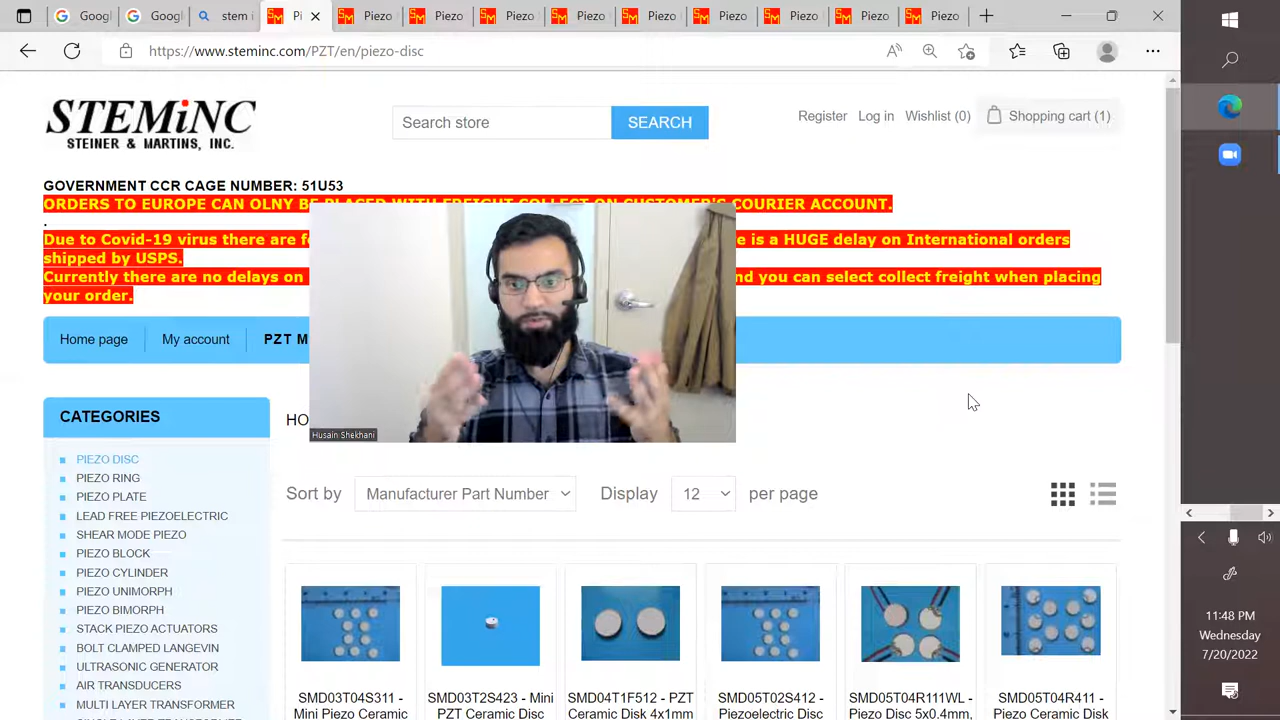 Googl
Googl
stem i
Pi
Piezo
Piezo
Piezo
Piezo
Piezo
Piezo
Piezo
Piezo
Piezo
https://www.steminc.com/PZT/en/piezo-disc
STEMiNC
STEINER & MARTINS, INC.
Search store
SEARCH
Register
Log in
Wishlist (0)
Shopping cart (1)
GOVERNMENT CCR CAGE NUMBER: 51U53
ORDERS TO EUROPE CAN OLNY BE PLACED WITH FREIGHT COLLECT ON CUSTOMER'S COURIER ACCOUNT.
.
Due to Covid-19 virus there are e is a HUGE delay on International orders
shipped by USPS.
Currently there are no delays on nd you can select collect freight when placing
your order.
Home page
My account
PZT M
Husain Shekhani
CATEGORIES
PIEZO DISC
PIEZO RING
PIEZO PLATE
LEAD FREE PIEZOELECTRIC
SHEAR MODE PIEZO
PIEZO BLOCK
PIEZO CYLINDER
PIEZO UNIMORPH
PIEZO BIMORPH
STACK PIEZO ACTUATORS
BOLT CLAMPED LANGEVIN
ULTRASONIC GENERATOR
AIR TRANSDUCERS
MULTI LAYER TRANSFORMER
HO
Sort by
Manufacturer Part Number
Display
12
per page
SMD03T04S311 -
Mini Piezo Ceramic
SMD03T2S423 - Mini
PZT Ceramic Disc
SMD04T1F512 - PZT
Ceramic Disk 4x1mm
SMD05T02S412 -
Piezoelectric Disc
SMD05T04R111WL -
Piezo Disc 5x0.4mm,
SMD05T04R411 -
Piezo Ceramic Disk
11:48 PM
Wednesday
7/20/2022